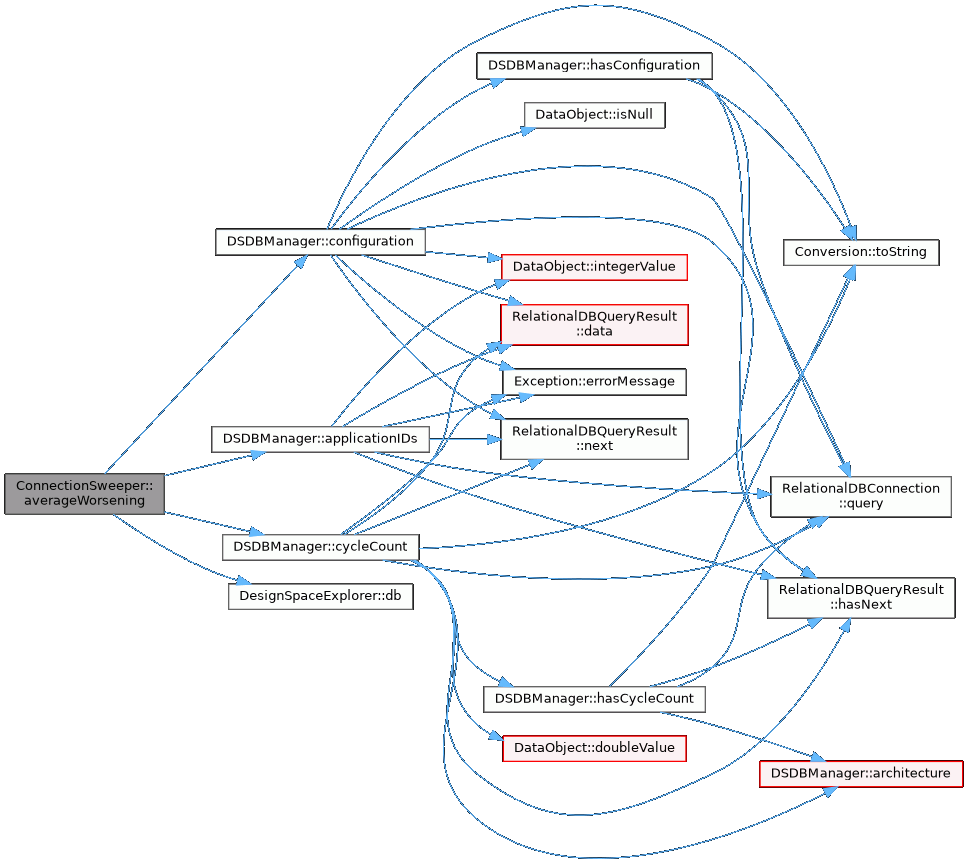 DSDBManager::hasConfiguration
DataObject::isNull
DSDBManager::configuration
Conversion::toString
DataObject::integerValue
RelationalDBQueryResult
::data
Exception::errorMessage
DSDBManager::applicationIDs
RelationalDBQueryResult
::next
ConnectionSweeper::
averageWorsening
RelationalDBConnection
::query
DSDBManager::cycleCount
DesignSpaceExplorer::db
RelationalDBQueryResult
::hasNext
DSDBManager::hasCycleCount
DataObject::doubleValue
DSDBManager::architecture